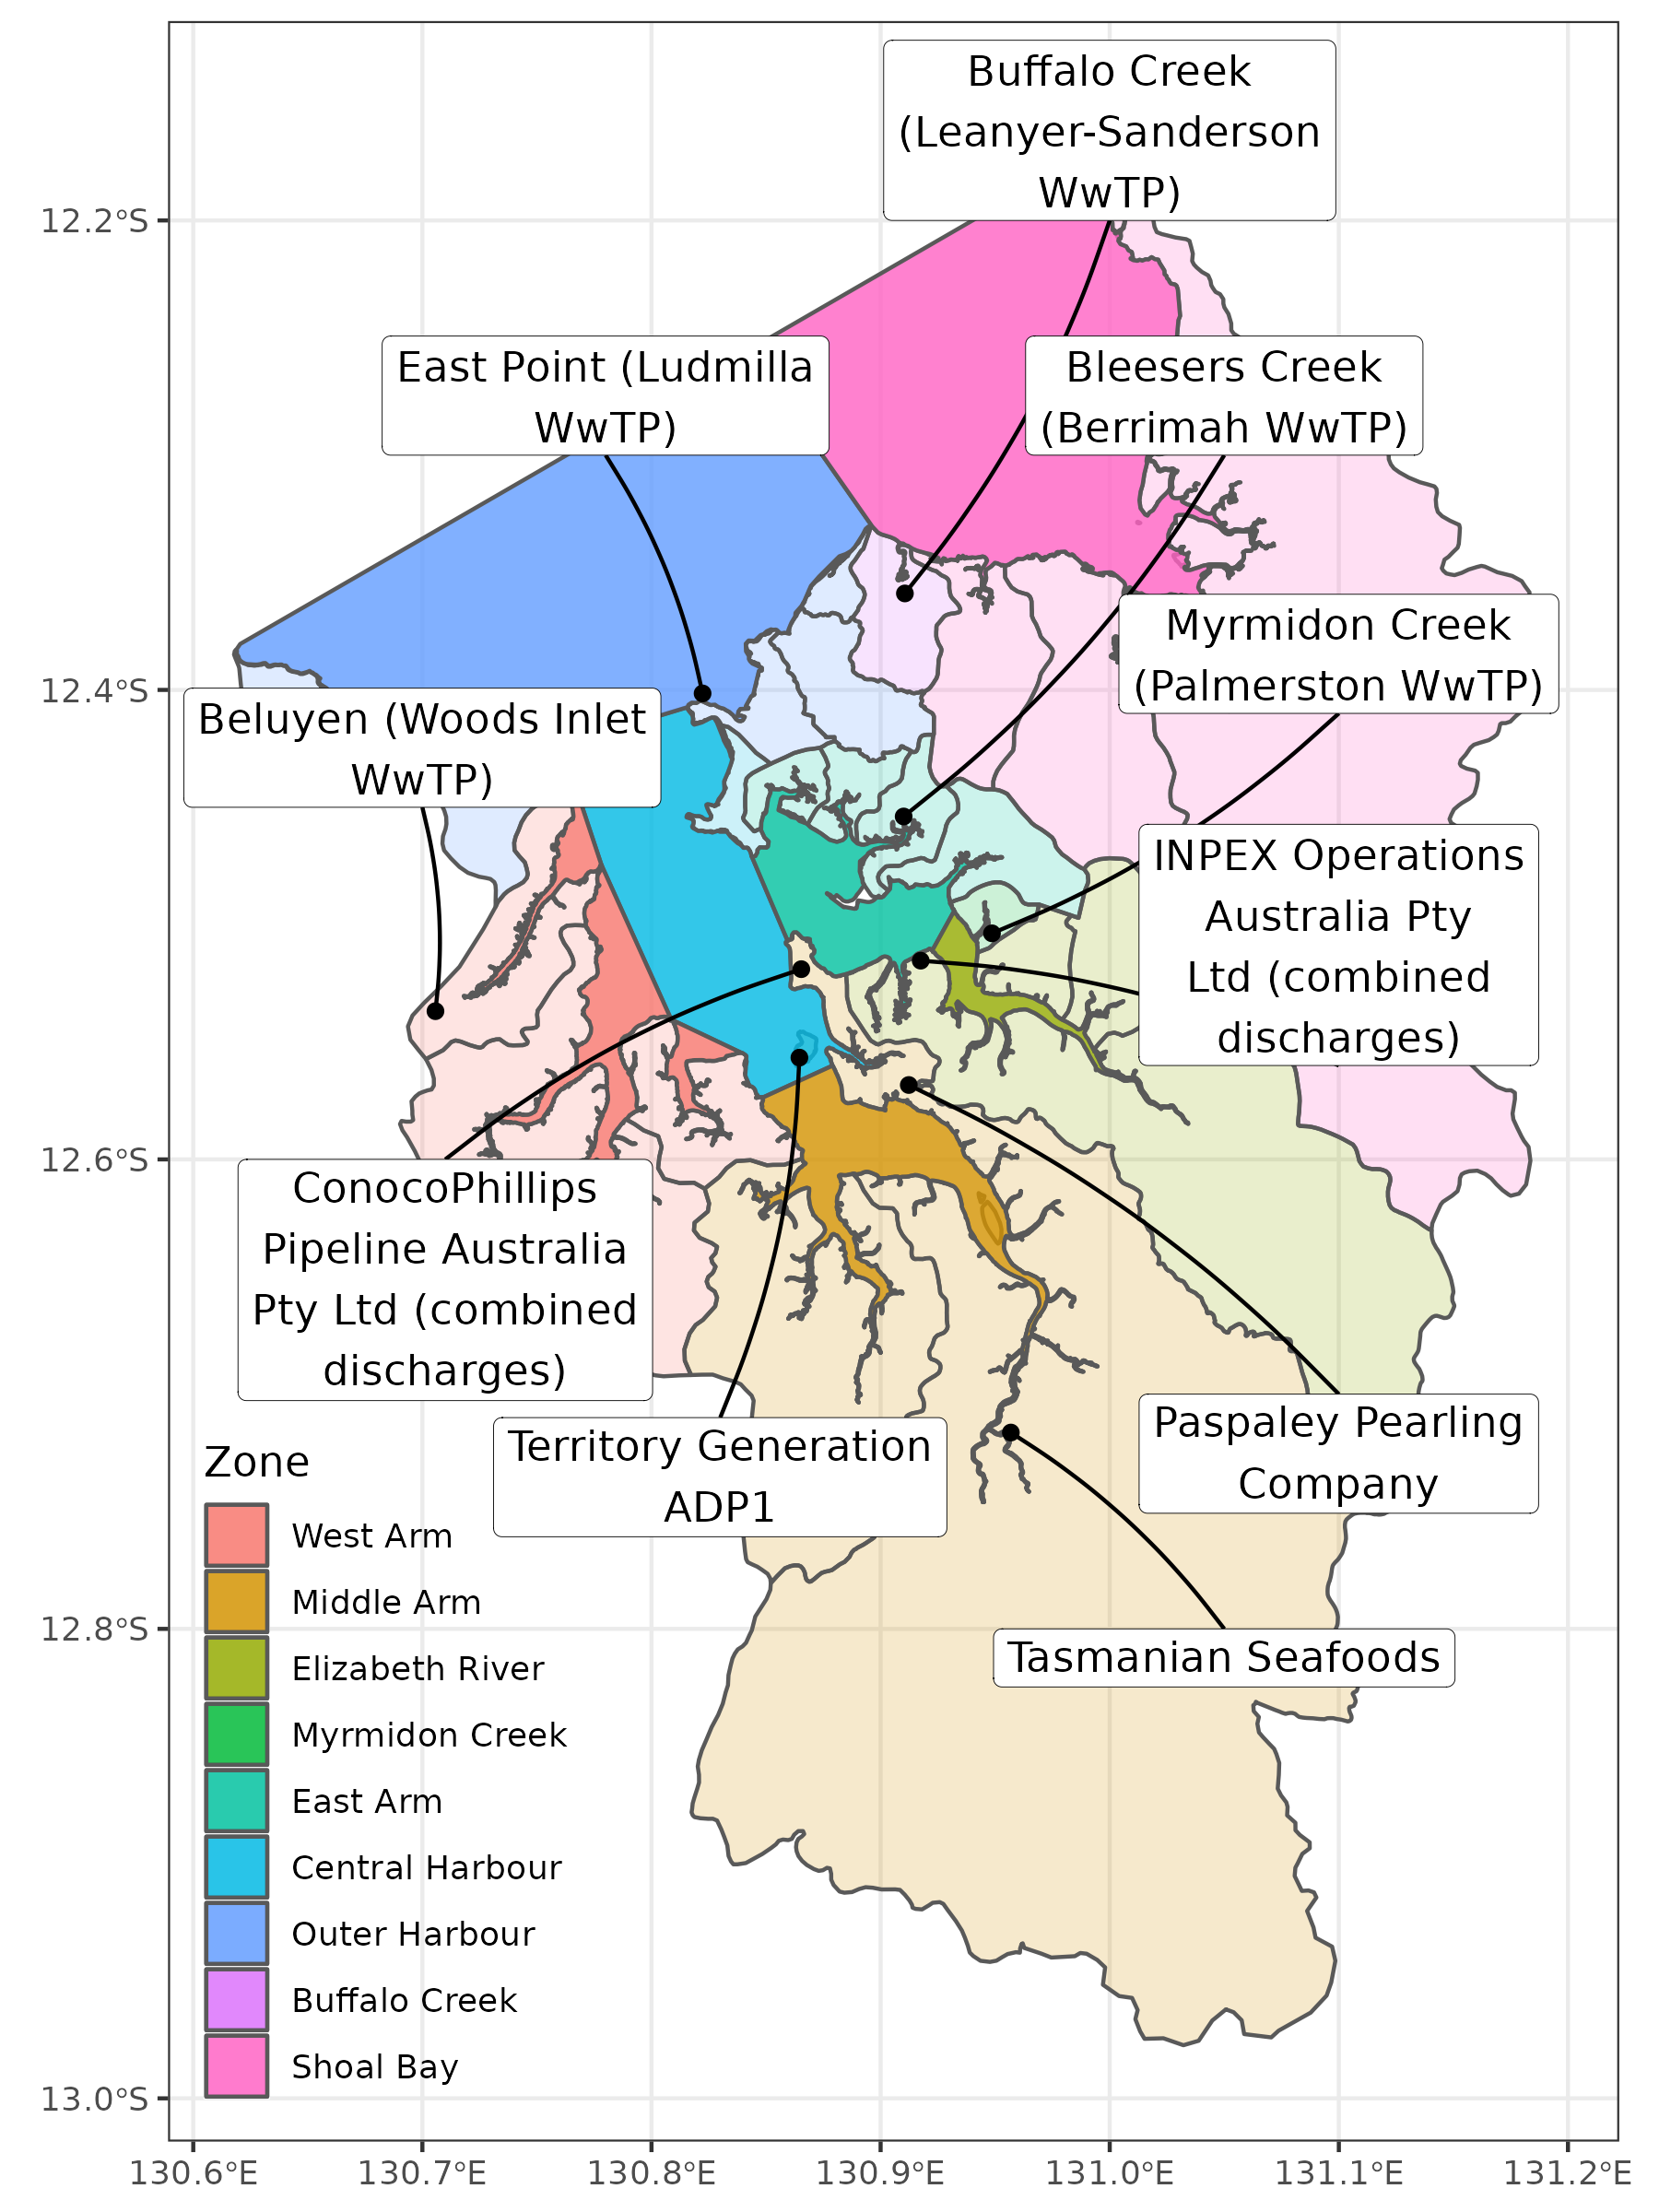 Buffalo Creek
(Leanyer-Sanderson
WwTP)
12.2°S
East Point (Ludmilla
WwTP)
Bleesers Creek
(Berrimah WwTP)
Myrmidon Creek
(Palmerston WwTP)
12.4°S
Beluyen (Woods Inlet
WwTP)
INPEX Operations
Australia Pty
Ltd (combined
discharges)
12.6°S
ConocoPhillips
Pipeline Australia
Pty Ltd (combined
discharges)
Territory Generation
ADP1
Paspaley Pearling
Company
Tasmanian Seafoods
12.8°S
13.0°S
Zone
West Arm
Middle Arm
Elizabeth River
Myrmidon Creek
East Arm
Central Harbour
Outer Harbour
Buffalo Creek
Shoal Bay
130.6°E 130.7°E 130.8°E 130.9°E 131.0°E 131.1°E 131.2°E